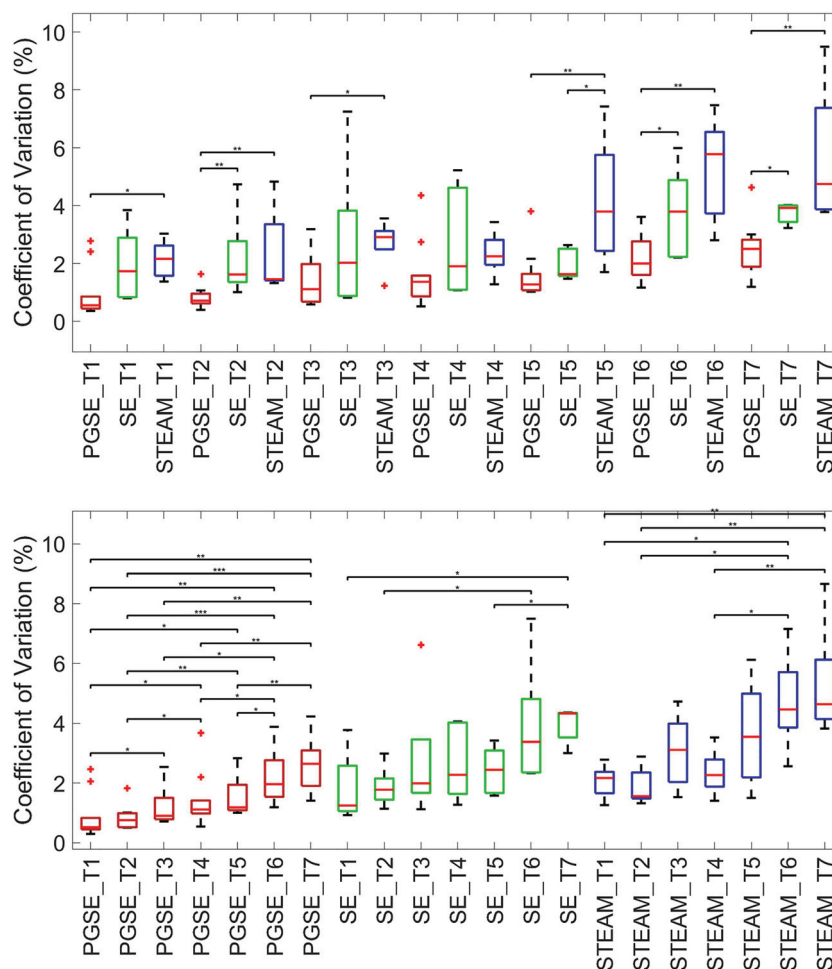 Coefficient of Variation (%)
10
8
6
4
2
0
**
**
**
*
*
**
*
**
*
**
*
*
PGSE_T1
SE_T1
STEAM_T1
PGSE_T2
SE_T2
STEAM_T2
PGSE_T3
SE_T3
STEAM_T3
PGSE_T4
SE_T4
STEAM_T4
PGSE_T5
SE_T5
STEAM_T5
PGSE_T6
SE_T6
STEAM_T6
PGSE_T7
SE_T7
STEAM_T7
Coefficient of Variation (%)
10
8
6
4
2
0
**
**
*
**
*
***
*
**
**
*
**
*
***
*
*
*
**
*
**
*
**
*
*
*
*
PGSE_T1
PGSE_T2
PGSE_T3
PGSE_T4
PGSE_T5
PGSE_T6
PGSE_T7
SE_T1
SE_T2
SE_T3
SE_T4
SE_T5
SE_T6
SE_T7
STEAM_T1
STEAM_T2
STEAM_T3
STEAM_T4
STEAM_T5
STEAM_T6
STEAM_T7